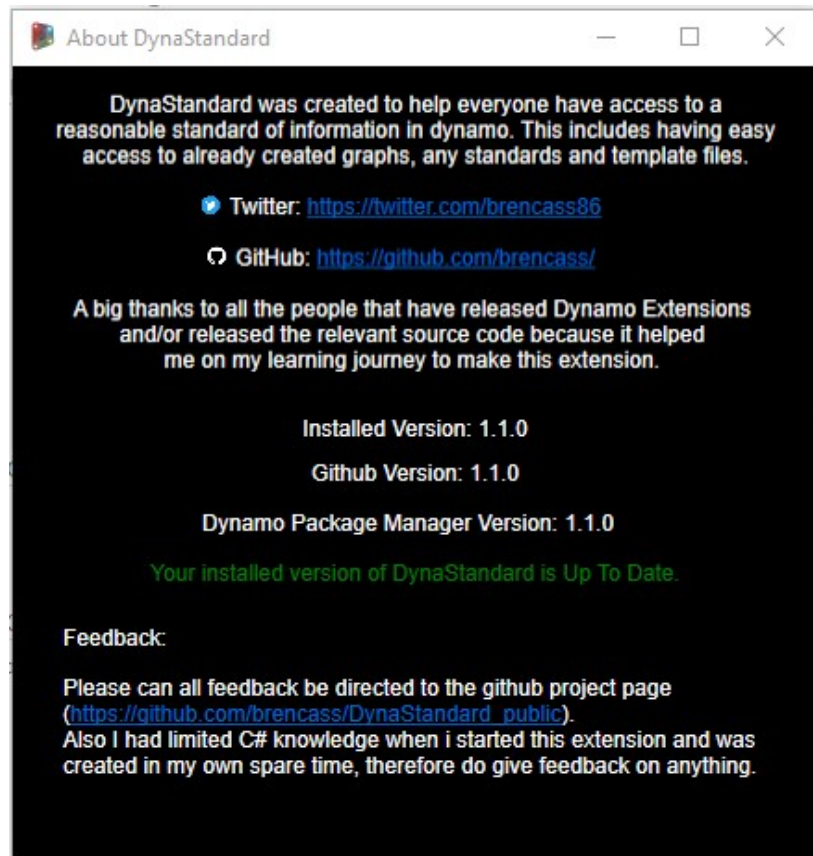 About DynaStandard
DynaStandard was created to help everyone have access to a
reasonable standard of information in dynamo. This includes having easy
access to already created graphs, any standards and template files.
Twitter: https://twitter.com/brencass86
GitHub: https://github.com/brencass/
A big thanks to all the people that have released Dynamo Extensions
and/or released the relevant source code because it helped
me on my learning journey to make this extension.
Installed Version: 1.1.0
Github Version: 1.1.0
Dynamo Package Manager Version: 1.1.0
Your installed version of DynaStandard is Up To Date.
Feedback:
Please can all feedback be directed to the github project page
(https://github.com/brencass/DynaStandard_public).
Also I had limited C# knowledge when i started this extension and was
created in my own spare time, therefore do give feedback on anything.